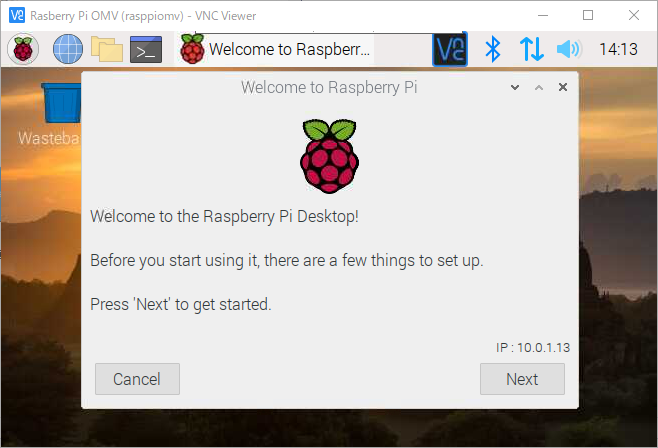 Rasberry Pi OMV (rasppiomv) - VNC Viewer
Welcome to Raspberr...
14:13
Welcome to Raspberry Pi
Welcome to the Raspberry Pi Desktop!
Before you start using it, there are a few things to set up.
Press 'Next' to get started.
IP : 10.0.1.13
Cancel
Next